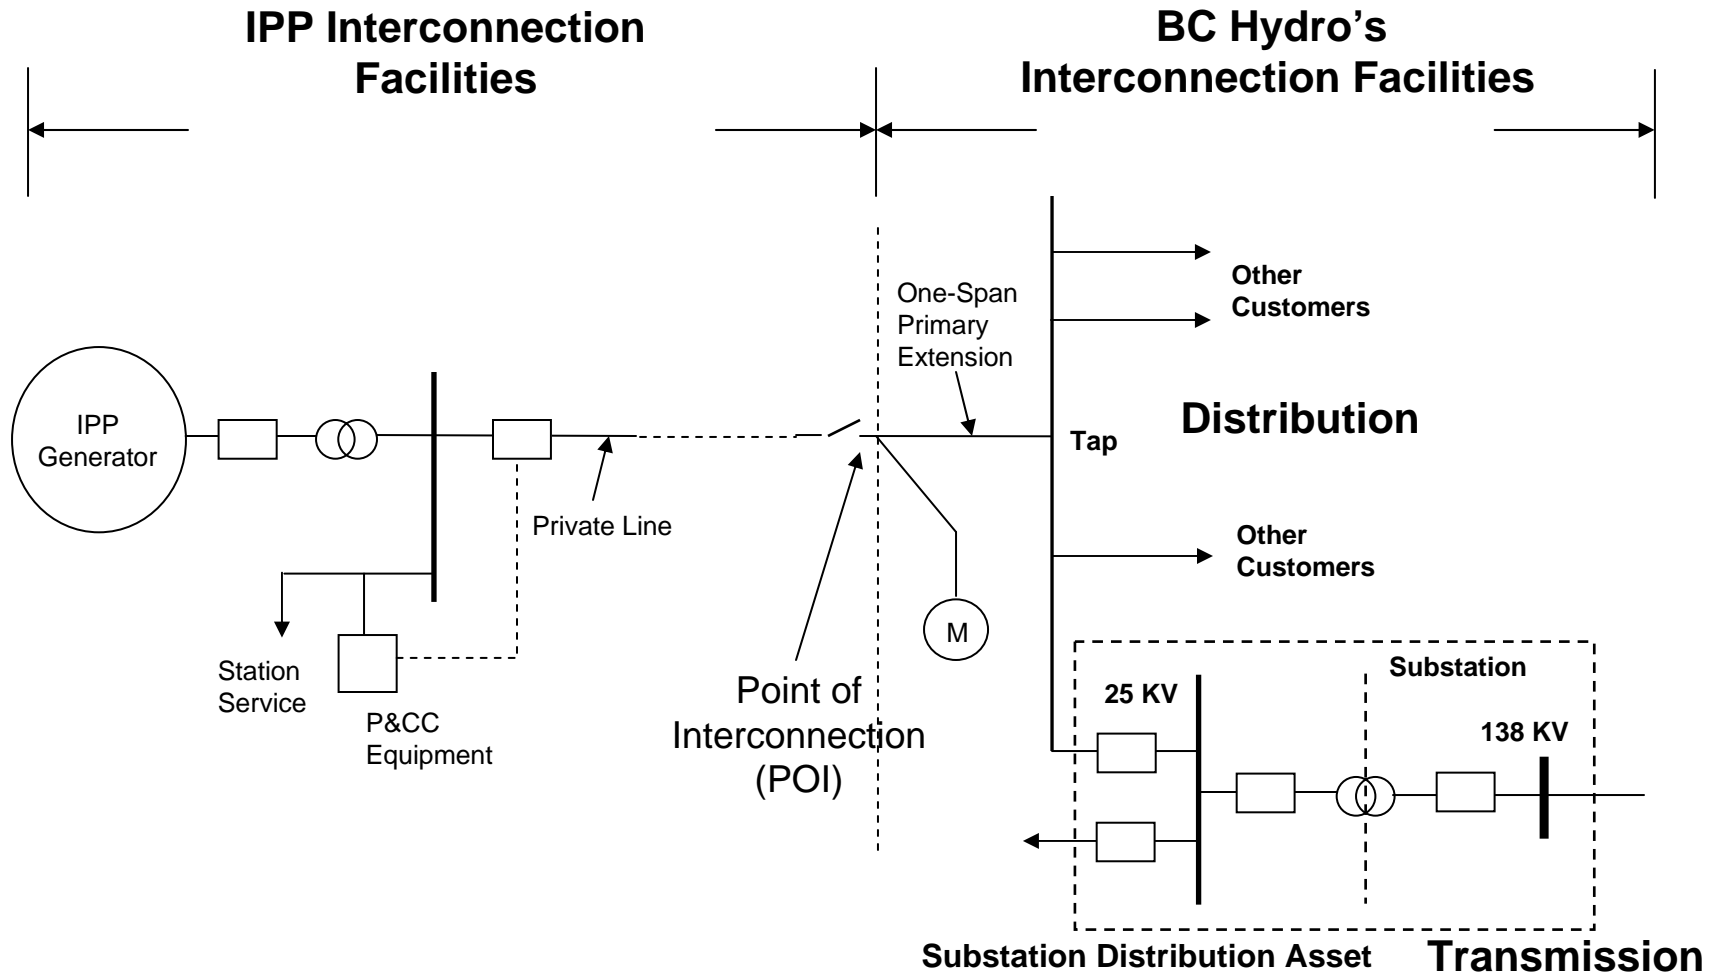 IPP Interconnection
Facilities
BC Hydro’s
Interconnection Facilities
One-Span
Primary
Extension
Other
Customers
IPP
Generator
Tap
Distribution
Private Line
Other
Customers
M
Station
Service
P&CC
Equipment
Point of
Interconnection
(POI)
Substation
25 KV
138 KV
Substation Distribution Asset
Transmission